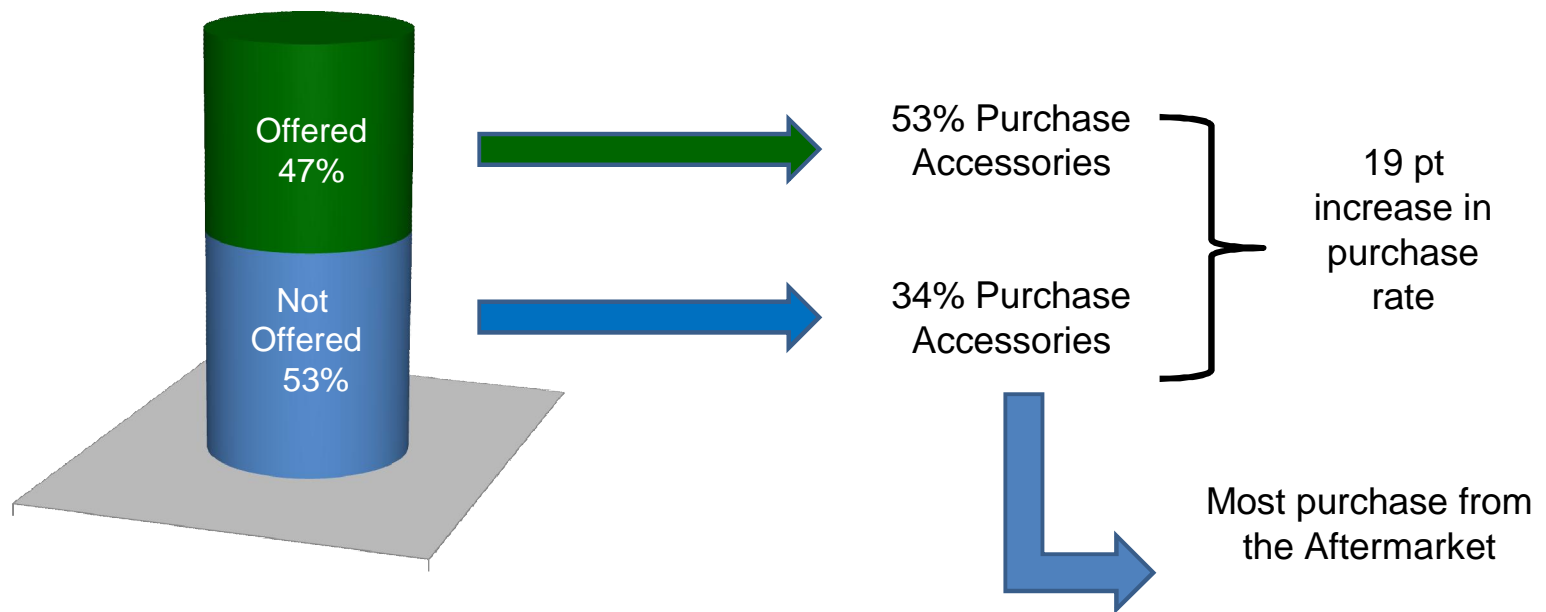 Offered
47%
Not
Offered
53%
53% Purchase
Accessories
34% Purchase
Accessories
19 pt
increase in
purchase
rate
Most purchase from
the Aftermarket